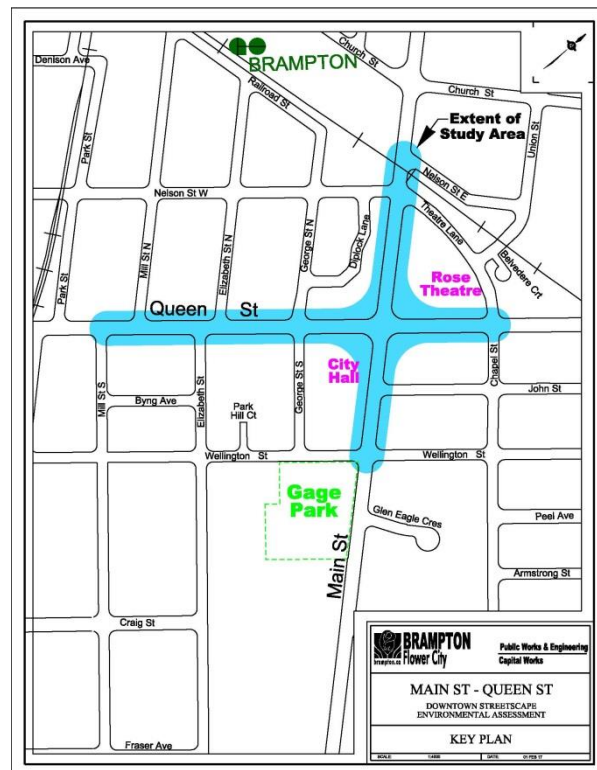 BRAMPTON
Church St
Denison Ave
Railroad St
Church St
Extent of
Study Area
Union St
Park St
Nelson St E
Nelson St W
Theatre Lane
Mill St N
Elizabeth St N
George St N
Diplock Lane
Belvedere Crt
Park St
Rose
Theatre
Queen St
City
Hall
Mill St S
Byng Ave
Elizabeth St
George St S
Chapel St
John St
Park
Hill Ct
Wellington St
Wellington St
Gage
Park
Glen Eagle Cres
Peel Ave
Main St
Armstrong St
Craig St
Fraser Ave
BRAMPTON
brampton.ca Flower City
Public Works & Engineering
Capital Works
MAIN ST - QUEEN ST
DOWNTOWN STREETSCAPE
ENVIRONMENTAL ASSESSMENT
KEY PLAN
SCALE:
DATE: 01 FEB 17